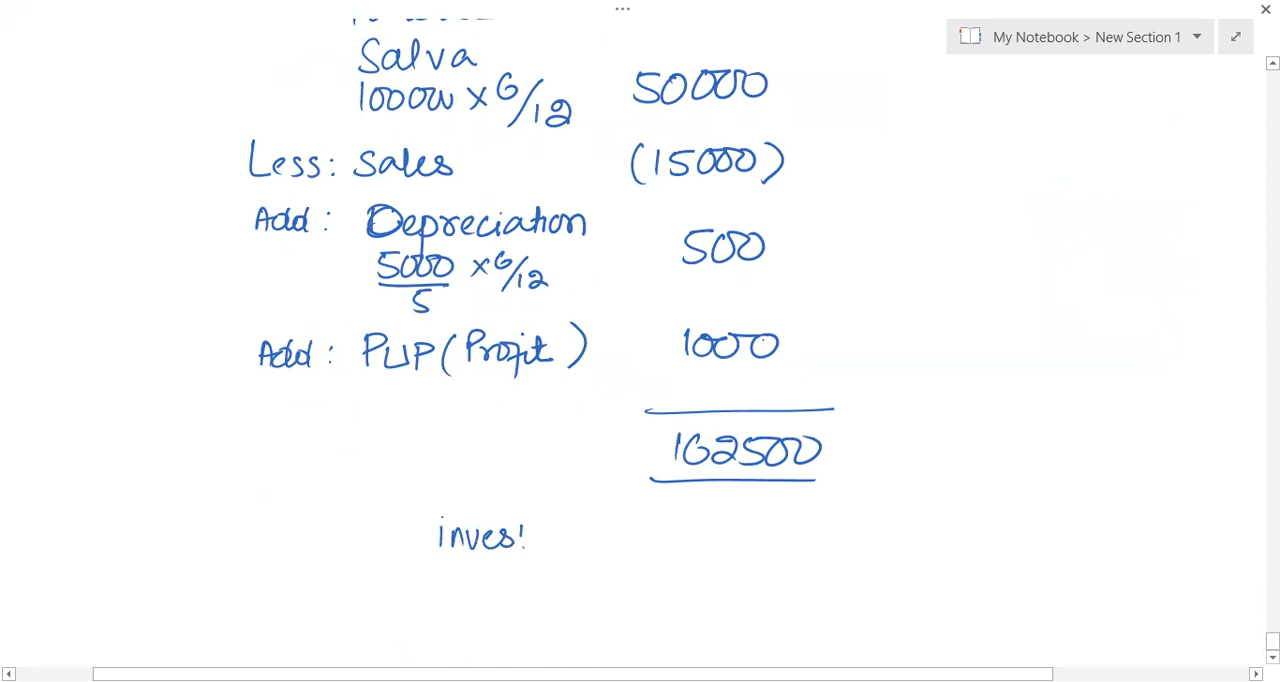 ...
My Notebook > New Section 1
Salva
100000 x 6/12 50000
Less: Sales (15000)
Add: Depreciation 500
5000 x 6/12
5
Add: PUP (Profit) 1000
162500
inves